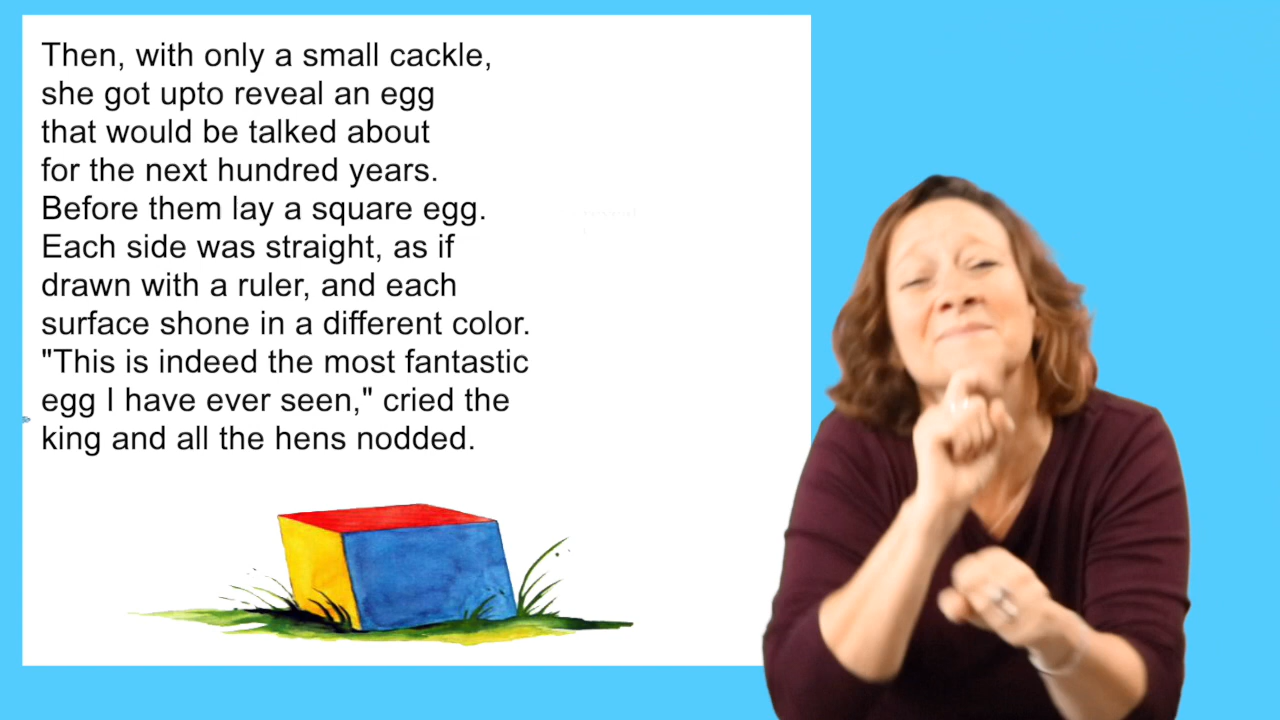 Then, with only a small cackle,
she got upto reveal an egg
that would be talked about
for the next hundred years.
Before them lay a square egg.
Each side was straight, as if
drawn with a ruler, and each
surface shone in a different color.
"This is indeed the most fantastic
egg I have ever seen," cried the
king and all the hens nodded.